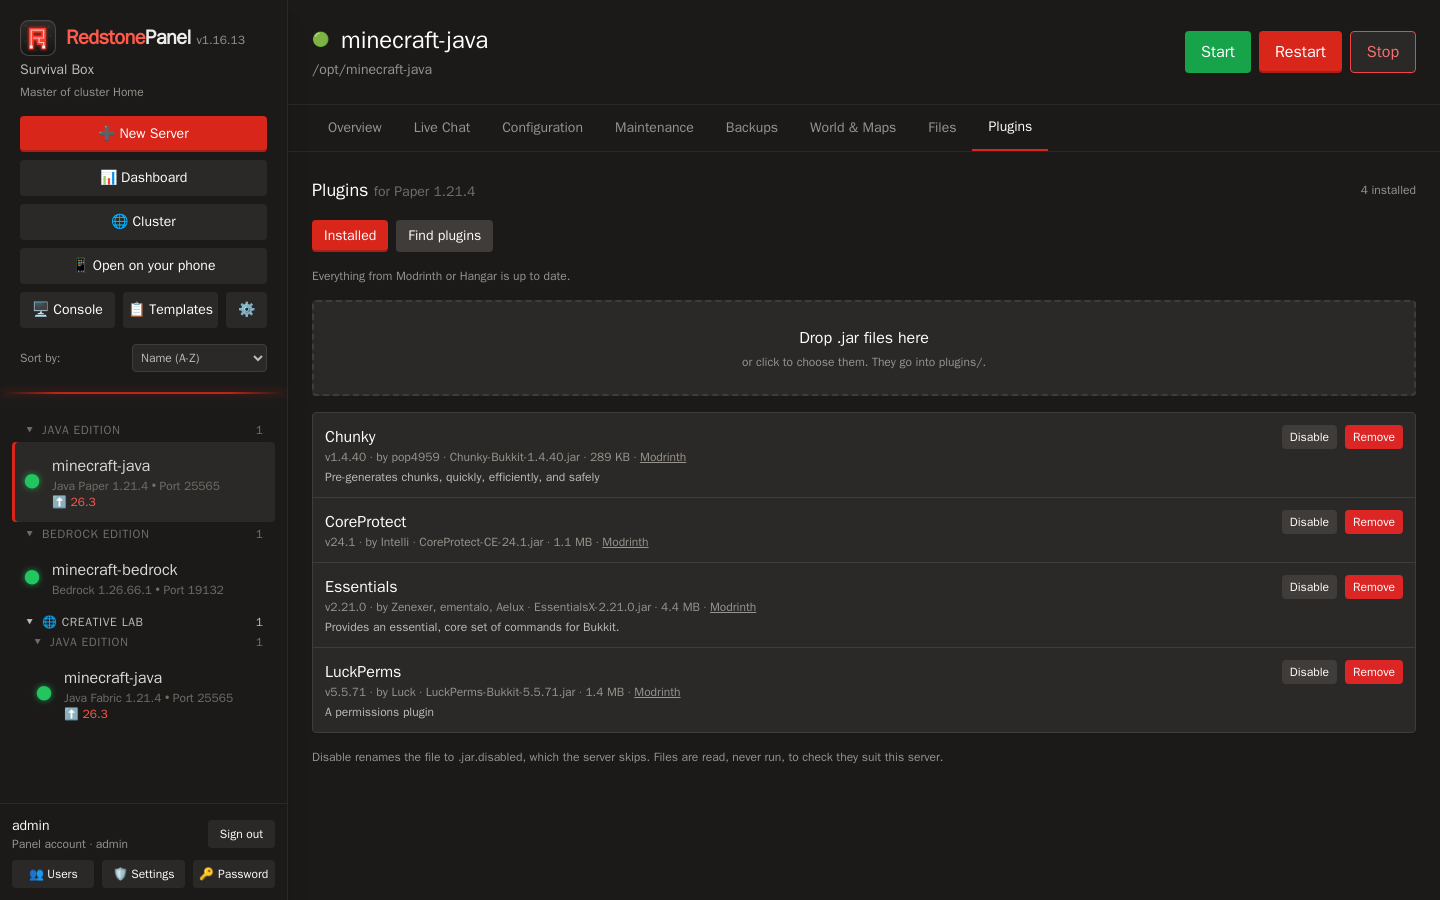 RedstonePanel v1.16.13
Survival Box
Master of cluster Home
➕ New Server
📊 Dashboard
🌐 Cluster
📱 Open on your phone
🖥️ Console
📋 Templates
⚙️
Sort by:
Name (A-Z)
▼ JAVA EDITION 1
minecraft-java
Java Paper 1.21.4 • Port 25565
⬆️ 26.3
▼ BEDROCK EDITION 1
minecraft-bedrock
Bedrock 1.26.66.1 • Port 19132
▼ 🌐 CREATIVE LAB 1
▼ JAVA EDITION 1
minecraft-java
Java Fabric 1.21.4 • Port 25565
⬆️ 26.3
admin
Panel account · admin
Sign out
👥 Users
🛡️ Settings
🔑 Password
minecraft-java
/opt/minecraft-java
Start
Restart
Stop
Overview
Live Chat
Configuration
Maintenance
Backups
World & Maps
Files
Plugins
Plugins for Paper 1.21.4
4 installed
Installed
Find plugins
Everything from Modrinth or Hangar is up to date.
Drop .jar files here
or click to choose them. They go into plugins/.
Chunky
v1.4.40 · by pop4959 · Chunky-Bukkit-1.4.40.jar · 289 KB · Modrinth
Pre-generates chunks, quickly, efficiently, and safely
Disable
Remove
CoreProtect
v24.1 · by Intelli · CoreProtect-CE-24.1.jar · 1.1 MB · Modrinth
Disable
Remove
Essentials
v2.21.0 · by Zenexer, ementalo, Aelux · EssentialsX-2.21.0.jar · 4.4 MB · Modrinth
Provides an essential, core set of commands for Bukkit.
Disable
Remove
LuckPerms
v5.5.71 · by Luck · LuckPerms-Bukkit-5.5.71.jar · 1.4 MB · Modrinth
A permissions plugin
Disable
Remove
Disable renames the file to .jar.disabled, which the server skips. Files are read, never run, to check they suit this server.